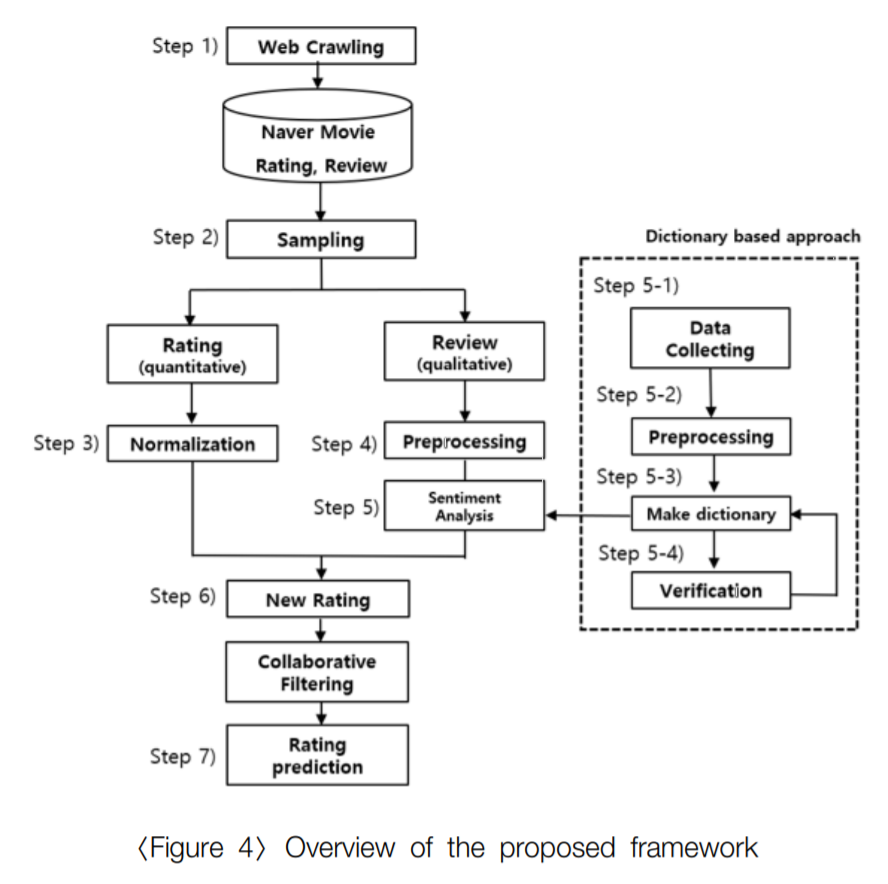 Step 1)
Web Crawling
Naver Movie
Rating, Review
Step 2)
Sampling
Rating
(quantitative)
Review
(qualitative)
Step 3)
Normalization
Step 4)
Preprocessing
Step 5)
Sentiment
Analysis
Dictionary based approach
Step 5-1)
Data
Collecting
Step 5-2)
Preprocessing
Step 5-3)
Make dictionary
Step 5-4)
Verification
Step 6)
New Rating
Collaborative
Filtering
Step 7)
Rating
prediction
〈Figure 4〉 Overview of the proposed framework